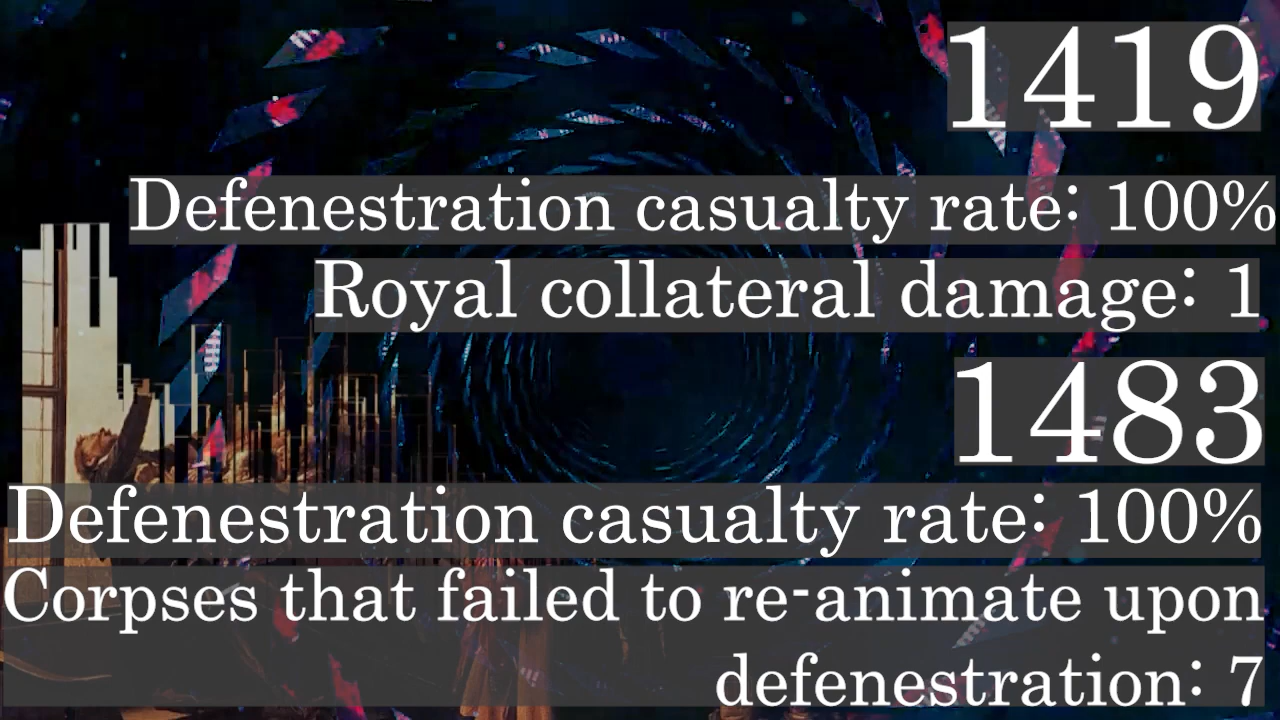 1419
Defenestration casualty rate: 100%
Royal collateral damage: 1
1483
Defenestration casualty rate: 100%
Corpses that failed to re-animate upon
defenestration: 7